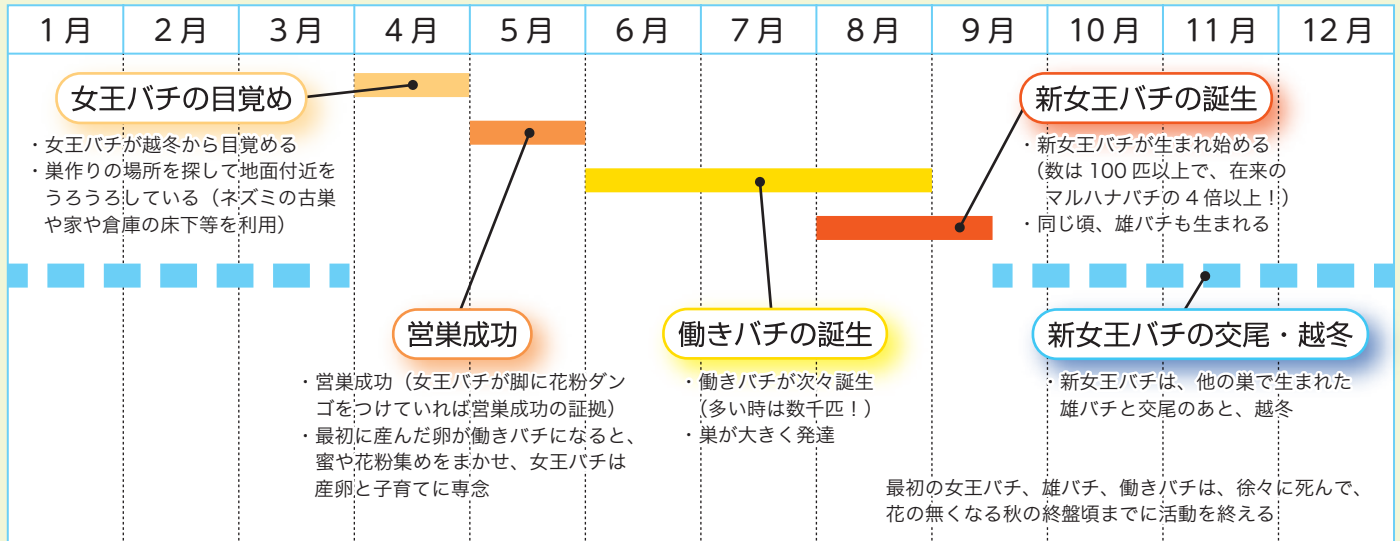 1月 2月 3月 4月 5月 6月 7月 8月 9月 10月 11月 12月
女王バチの目覚め
・女王バチが越冬から目覚める
・巣作りの場所を探して地面付近を
うろうろしている（ネズミの古巣
や家や倉庫の床下等を利用）
営巣成功
・営巣成功（女王バチが脚に花粉ダン
ゴをつけていれば営巣成功の証拠）
・最初に産んだ卵が働きバチになると、
蜜や花粉集めをまかせ、女王バチは
産卵と子育てに専念
働きバチの誕生
・働きバチが次々誕生
（多い時は数千匹！）
・巣が大きく発達
新女王バチの誕生
・新女王バチが生まれ始める
（数は 100 匹以上で、在来の
マルハナバチの 4 倍以上！）
・同じ頃、雄バチも生まれる
新女王バチの交尾・越冬
・新女王バチは、他の巣で生まれた
雄バチと交尾のあと、越冬
最初の女王バチ、雄バチ、働きバチは、徐々に死んで、
花の無くなる秋の終盤頃までに活動を終える